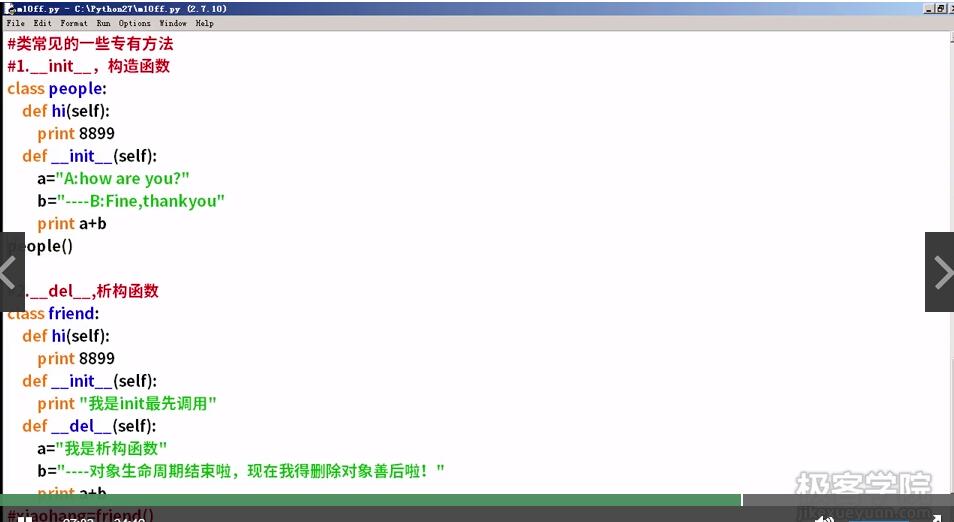 m10ff.py - C:\Python27\m10ff.py (2.7.10)
File Edit Format Run Options Window Help
#类常见的一些专有方法
#1.__init__，构造函数
class people:
def hi(self):
print 8899
def __init__(self):
a="A:how are you?"
b="----B:Fine,thankyou"
print a+b
people()
.__del__,析构函数
class friend:
def hi(self):
print 8899
def __init__(self):
print "我是init最先调用"
def __del__(self):
a="我是析构函数"
b="----对象生命周期结束啦，现在我得删除对象善后啦！"
print a+b
#xiaohang=friend()
极客学院
jikexueyuan.com